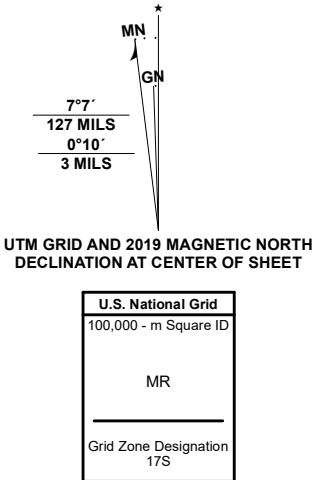 MN
GN
7°7´
127 MILS
0°10´
3 MILS
UTM GRID AND 2019 MAGNETIC NORTH
DECLINATION AT CENTER OF SHEET
U.S. National Grid
100,000 - m Square ID
MR
Grid Zone Designation
17S